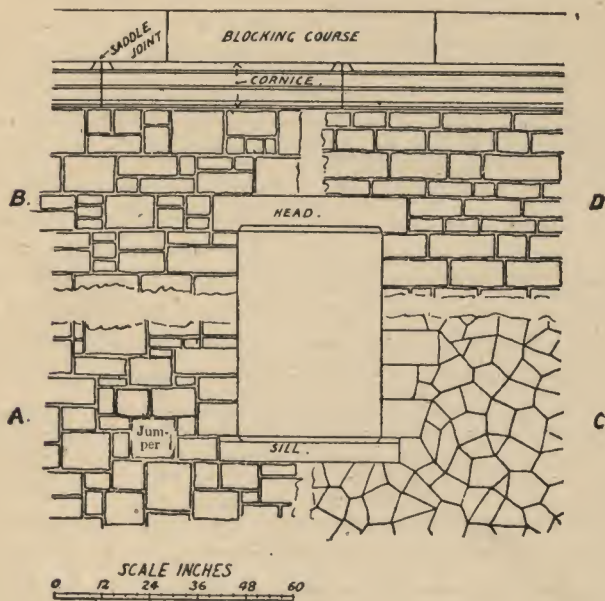 SADDLE
JOINT
BLOCKING COURSE
CORNICE.
B.
HEAD.
D
A.
Jum-
per
C
SILL.
SCALE INCHES
0 12 24 36 48 60